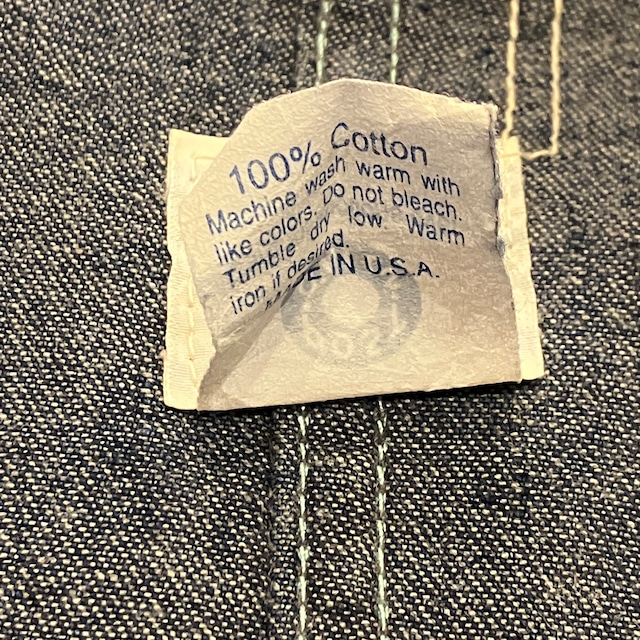 100% Cotton
Machine wash warm with
like colors. Do not bleach.
Tumble dry low Warm
iron if desired.
MADE IN U.S.A.